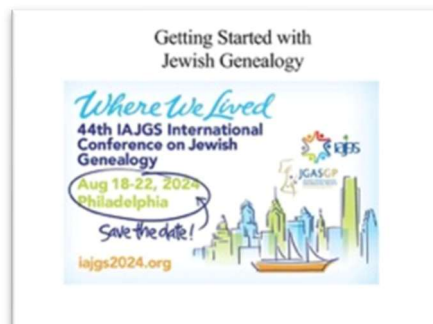 Getting Started with
Jewish Genealogy
Where We Lived
44th IAJGS International
Conference on Jewish
Genealogy
iajgs
JGASGP
Aug 18-22, 2024
Philadelphia
Save the date!
iajgs2024.org